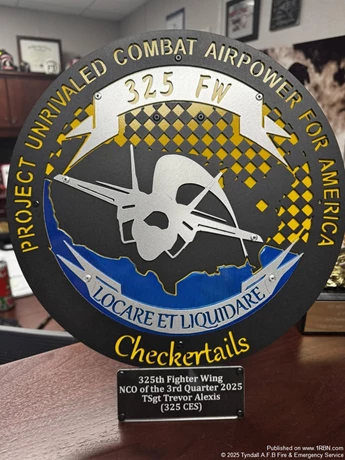 PROJECT UNRIVALED COMBAT AIRPOWER FOR AMERICA
325 FW
LOCARE ET LIQUIDARE
Checkertails
325th Fighter Wing
NCO of the 3rd Quarter 2025
TSgt Trevor Alexis
(325 CES)
Published on www.1RBN.com
© 2025 Tyndall A.F.B Fire & Emergency Service